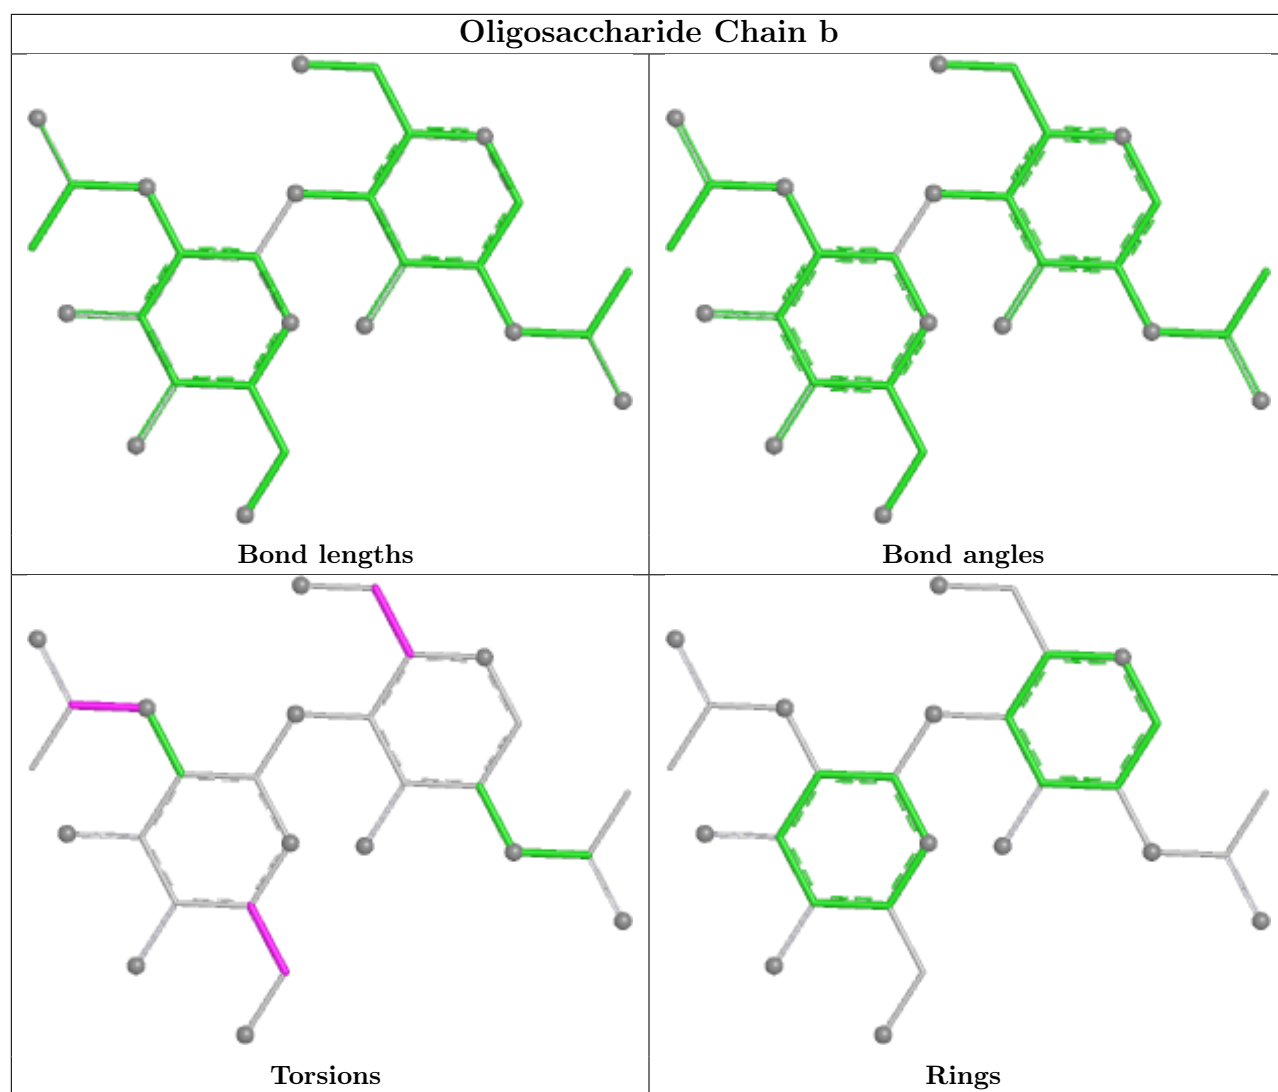 Oligosaccharide Chain b
Bond lengths
Bond angles
Torsions
Rings